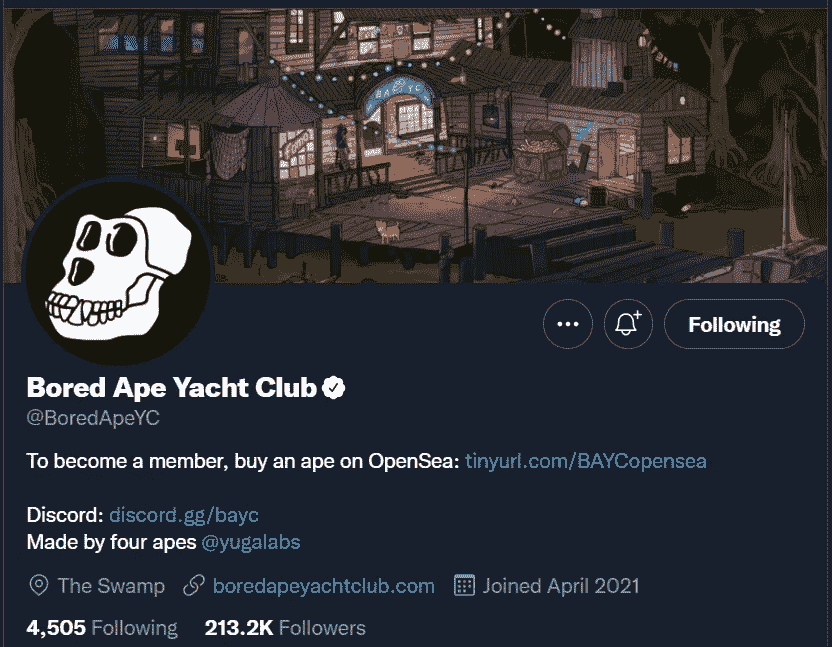 BAYC
Following
Bored Ape Yacht Club
@BoredApeYC
To become a member, buy an ape on OpenSea: tinyurl.com/BAYCopensea
Discord: discord.gg/bayc
Made by four apes @yugalabs
The Swamp boredapeyachtclub.com Joined April 2021
4,505 Following 213.2K Followers